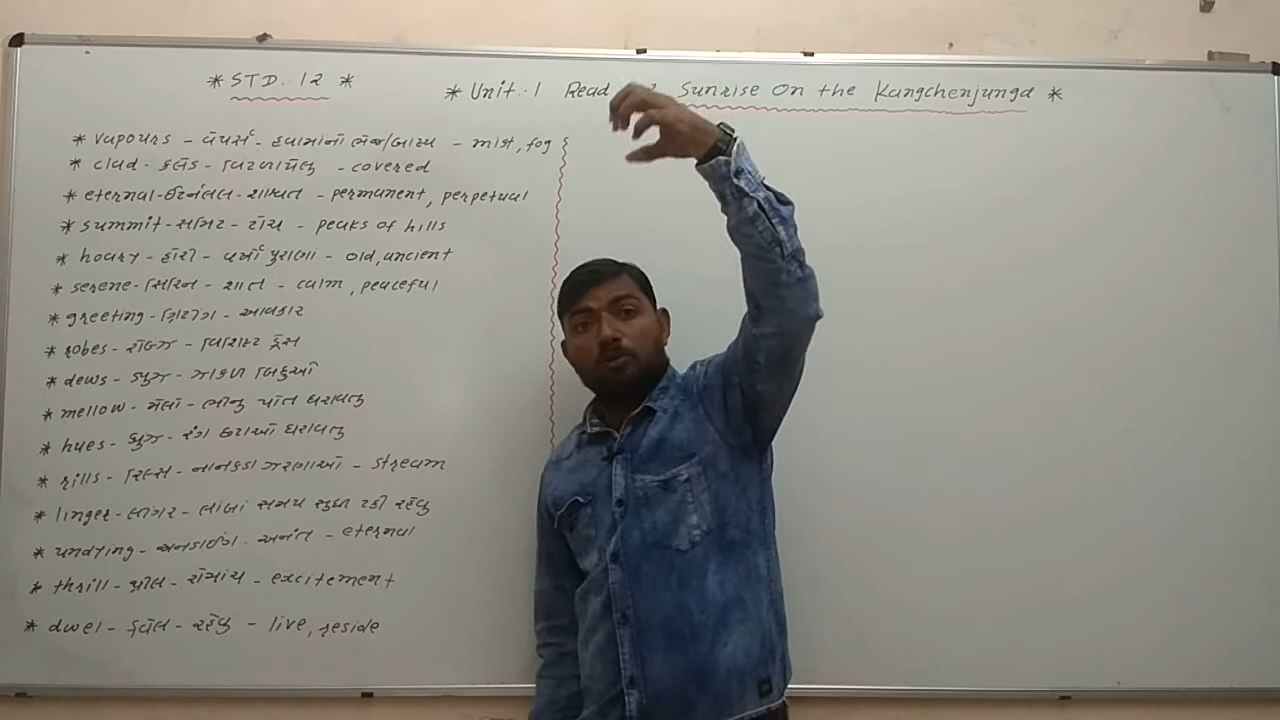 * STD. 12 *
* Unit:1 Read Sunrise On the Kangchenjunga *
* vapours - વેપર્સ - હવામાંનો ભેજ/બાષ્પ - mist, fog
* clad - ક્લેડ - વિટળાયેલુ - covered
* eternal - ઈટર્નલ - શાશ્વત - permanent, perpetual
* summit - સમિટ - ટોચ - peaks of hills
* hoary - હોરી - વર્ષો પુરાણા - old, ancient
* serene - સિરિન - શાંત - calm, peaceful
* greeting - ગ્રિટીંગ - આવકાર
* robes - રોબ્ઝ - વિશિષ્ટ ડ્રેસ
* dews - ડ્યુઝ - ઝાકળ બિંદુઓ
* mellow - મેલો - ભીનુ પોત ધરાવતુ
* hues - હ્યુઝ - રંગ છટાઓ ધરાવતુ
* rills - રિલ્સ - નાનકડા ઝરણાઓ - stream
* linger - લીંગર - લાંબા સમય સુધી ટકી રહેવુ
* undying - અનડાઈંગ - અનંત - eternal
* thrill - થ્રીલ - રોમાંચ - excitement
* dwel - ડ્વેલ - રહેવુ - live, reside